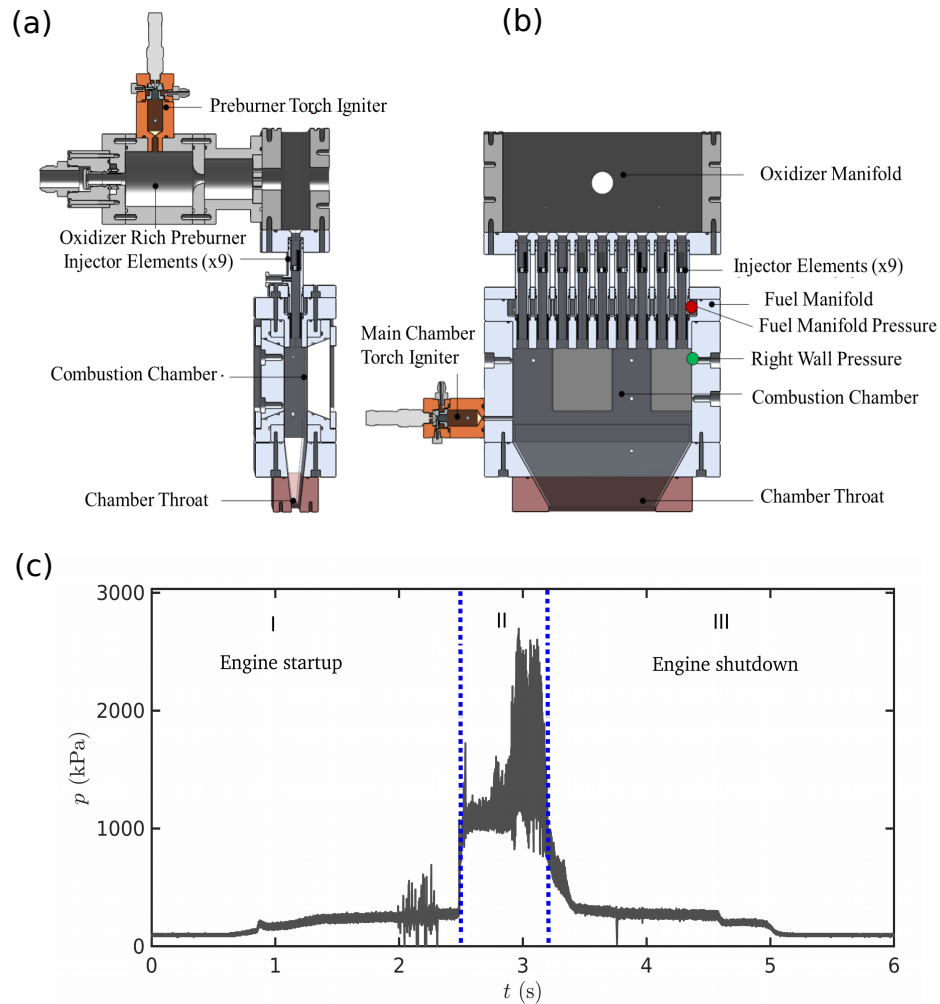 (a)
Preburner Torch Igniter
Oxidizer Rich Preburner
Injector Elements (x9)
Combustion Chamber
Chamber Throat
(b)
Oxidizer Manifold
Injector Elements (x9)
Fuel Manifold
Fuel Manifold Pressure
Main Chamber
Torch Igniter
Right Wall Pressure
Combustion Chamber
Chamber Throat
(c)
3000
2000
1000
0
p (kPa)
I
Engine startup
II
III
Engine shutdown
0
1
2
3
4
5
6
t (s)